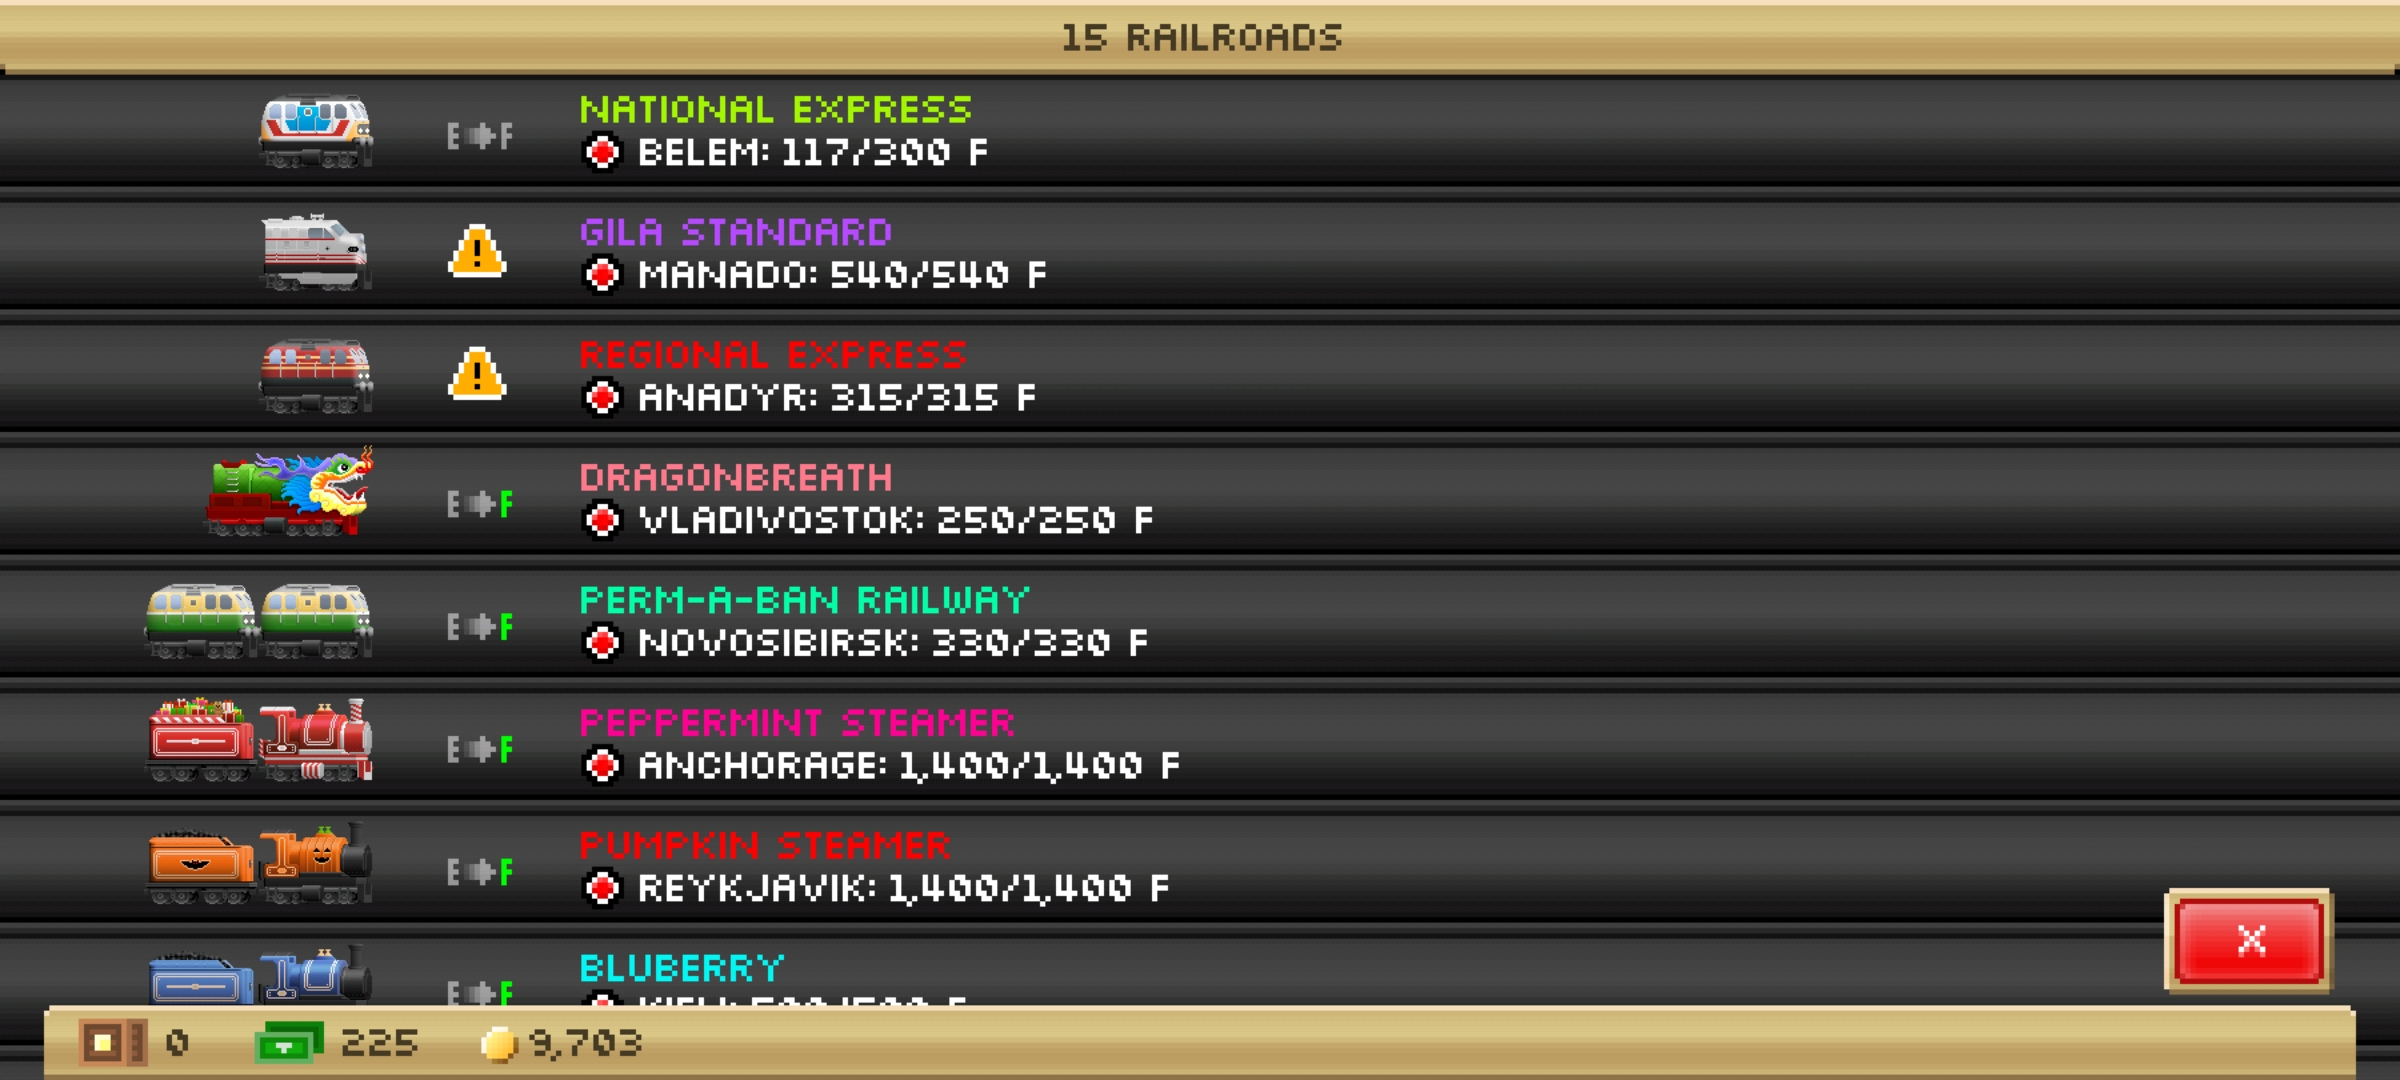 15 RAILROADS
E F
NATIONAL EXPRESS
BELEM: 117/300 F
GILA STANDARD
MANADO: 540/540 F
REGIONAL EXPRESS
ANADYR: 315/315 F
E F
DRAGONBREATH
VLADIVOSTOK: 250/250 F
E F
PERM-A-BAN RAILWAY
NOVOSIBIRSK: 330/330 F
E F
PEPPERMINT STEAMER
ANCHORAGE: 1,400/1,400 F
E F
PUMPKIN STEAMER
REYKJAVIK: 1,400/1,400 F
X
E F
BLUBERRY
0 225 9,703